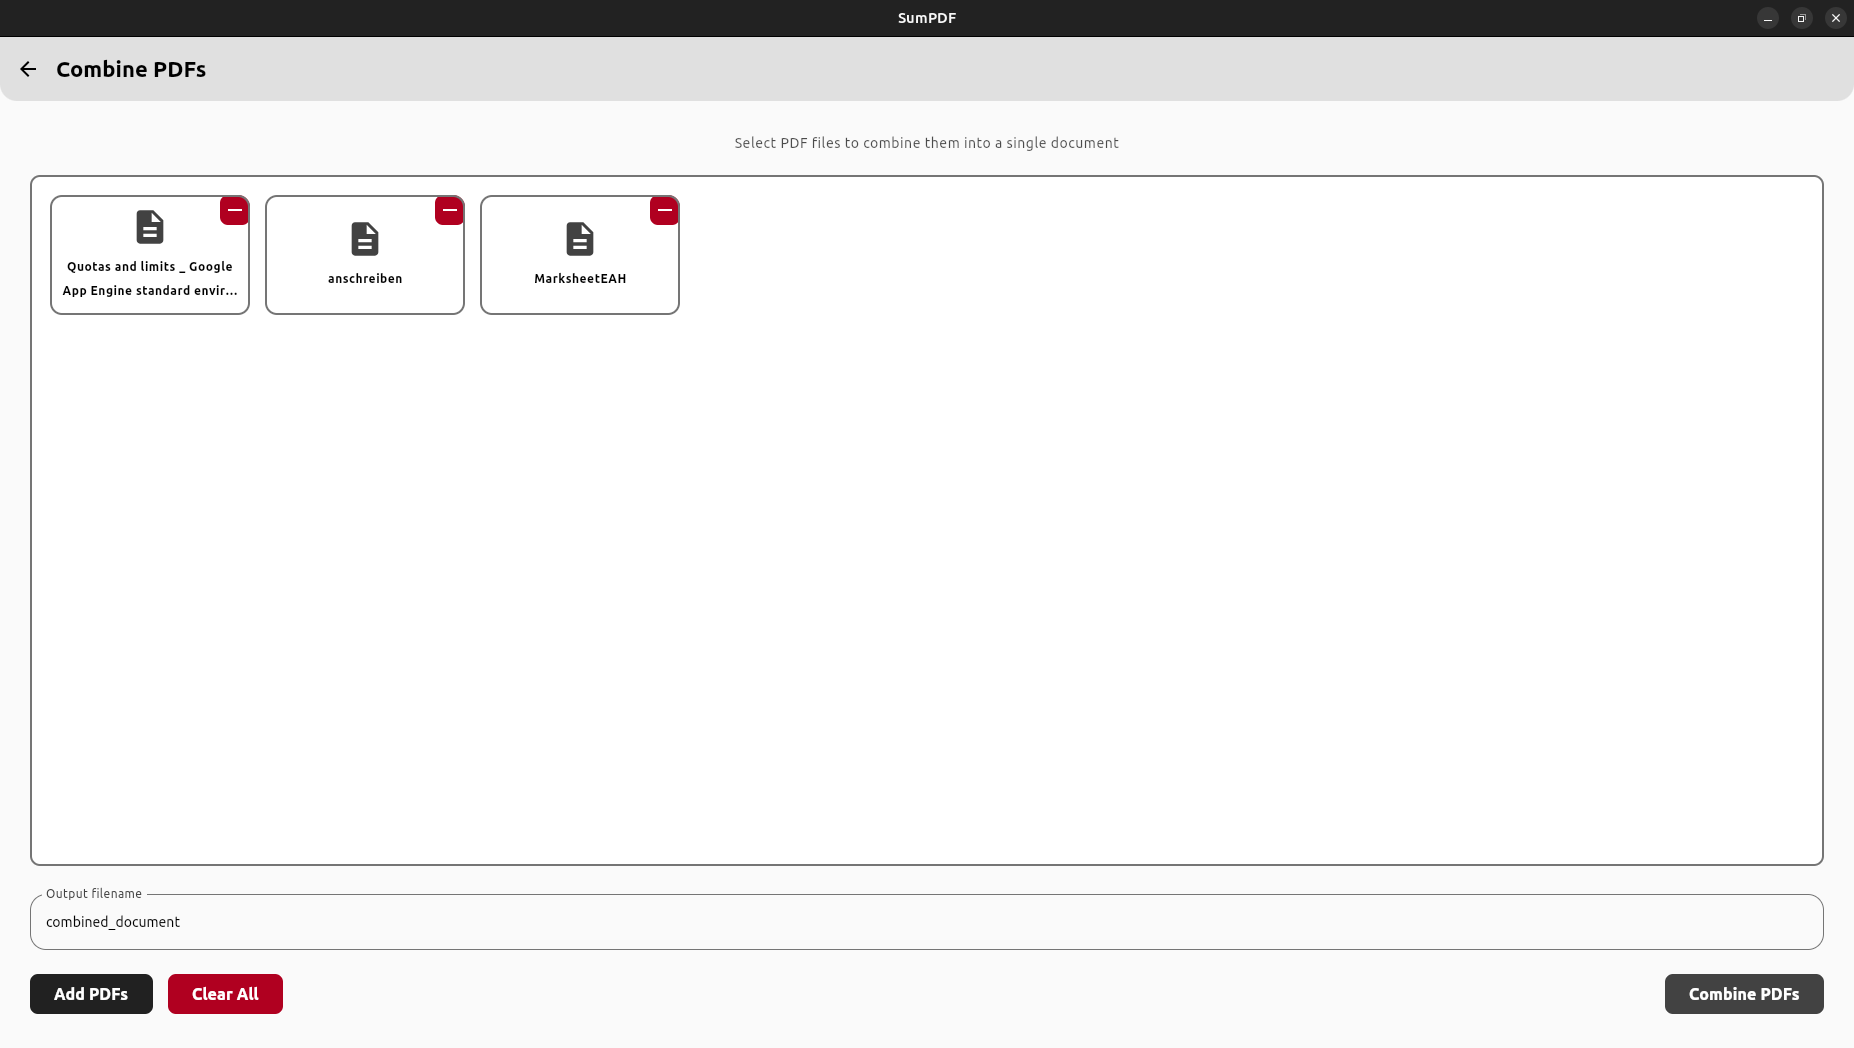 SumPDF
Combine PDFs
Select PDF files to combine them into a single document
Quotas and limits _ Google
App Engine standard envir...
anschreiben
MarksheetEAH
Output filename
combined_document
Add PDFs
Clear All
Combine PDFs